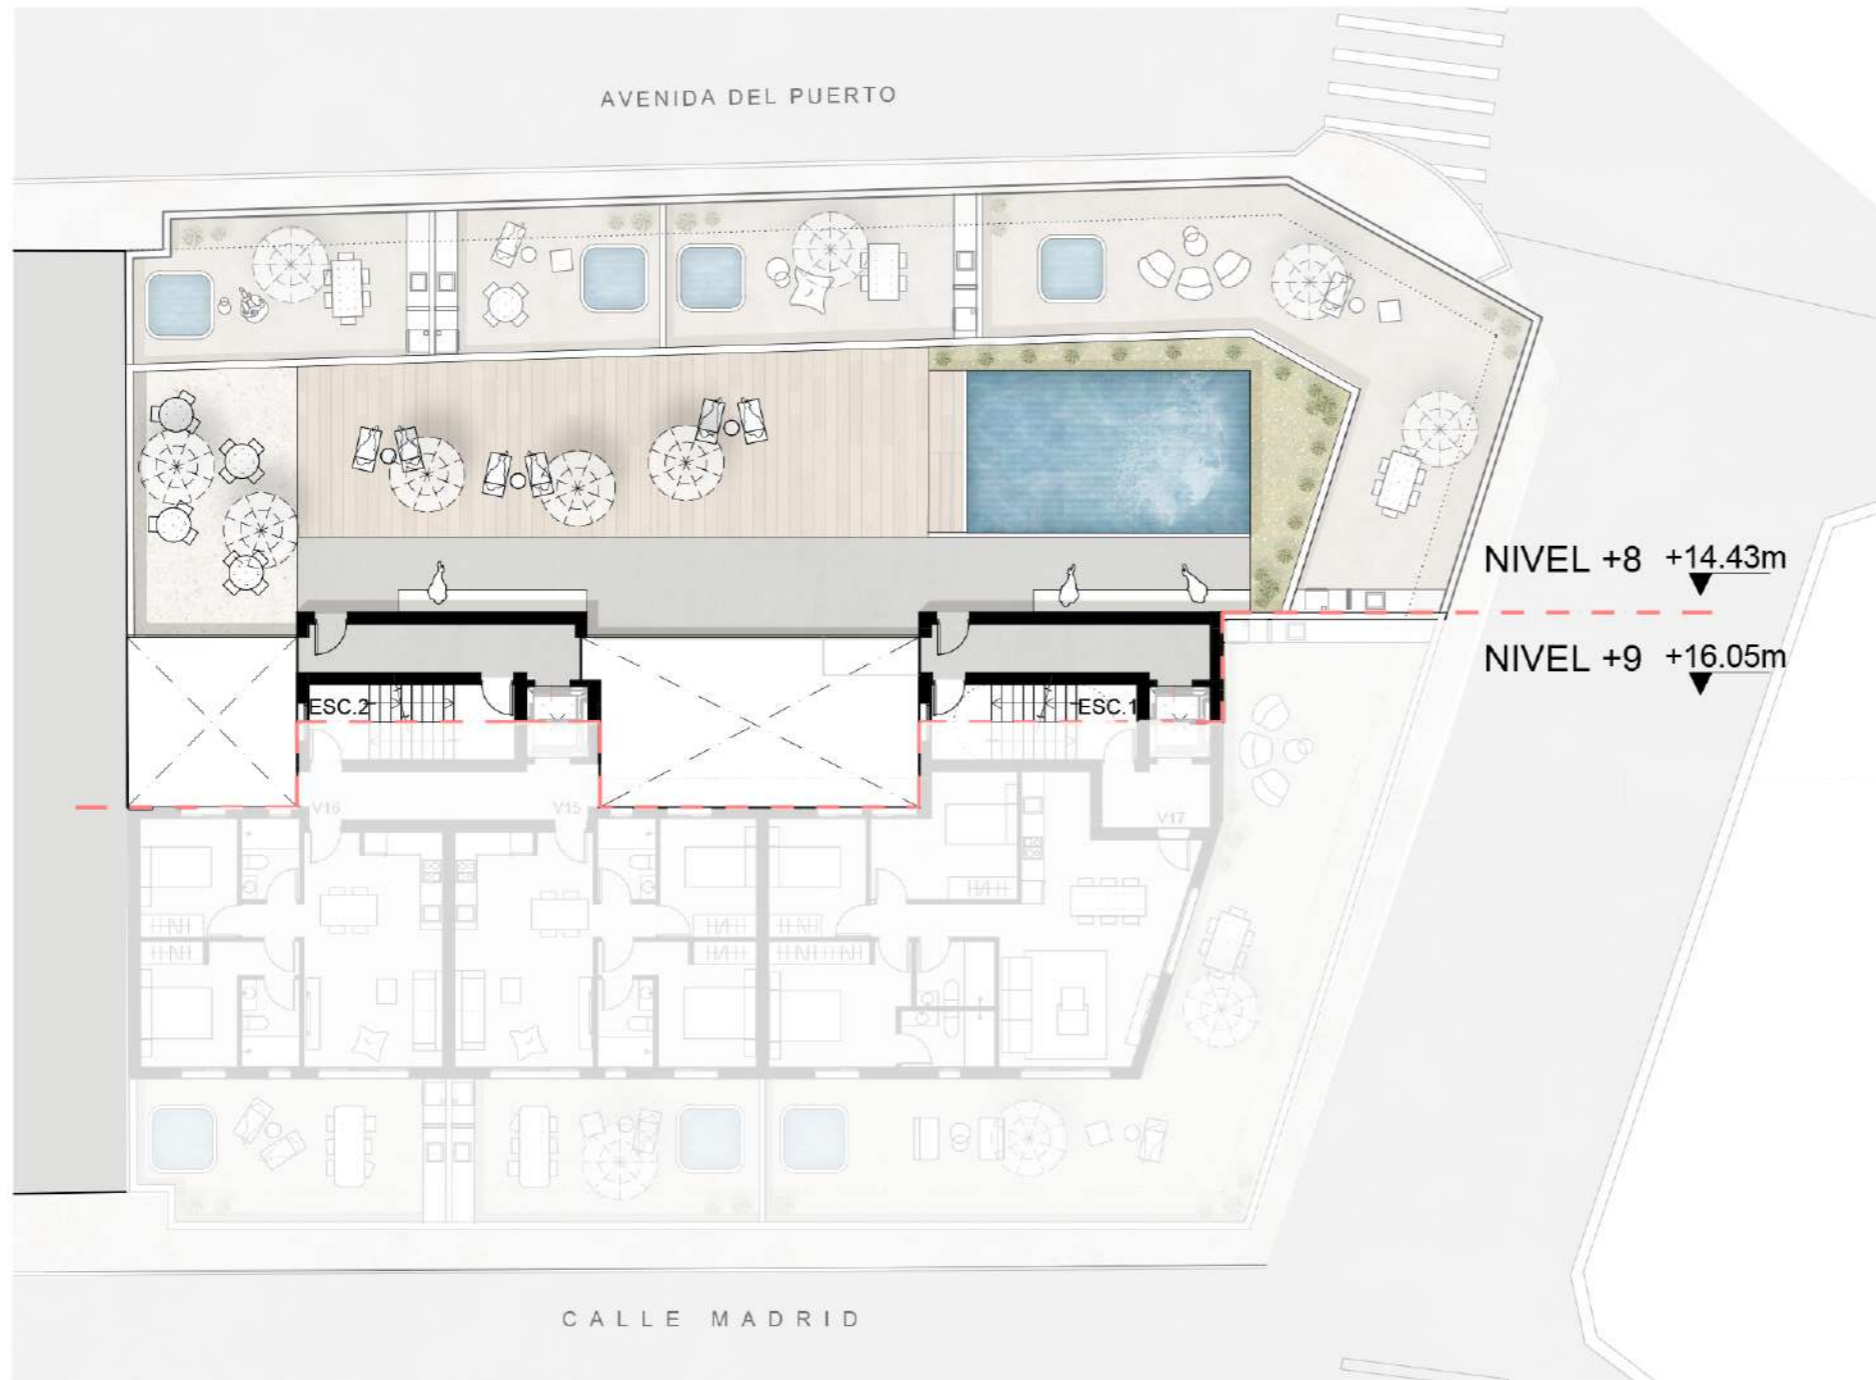 AVENIDA DEL PUERTO
NIVEL +8 +14.43m
NIVEL +9 +16.05m
ESC.2
ESC.1
V16
V15
V17
CALLE MADRID